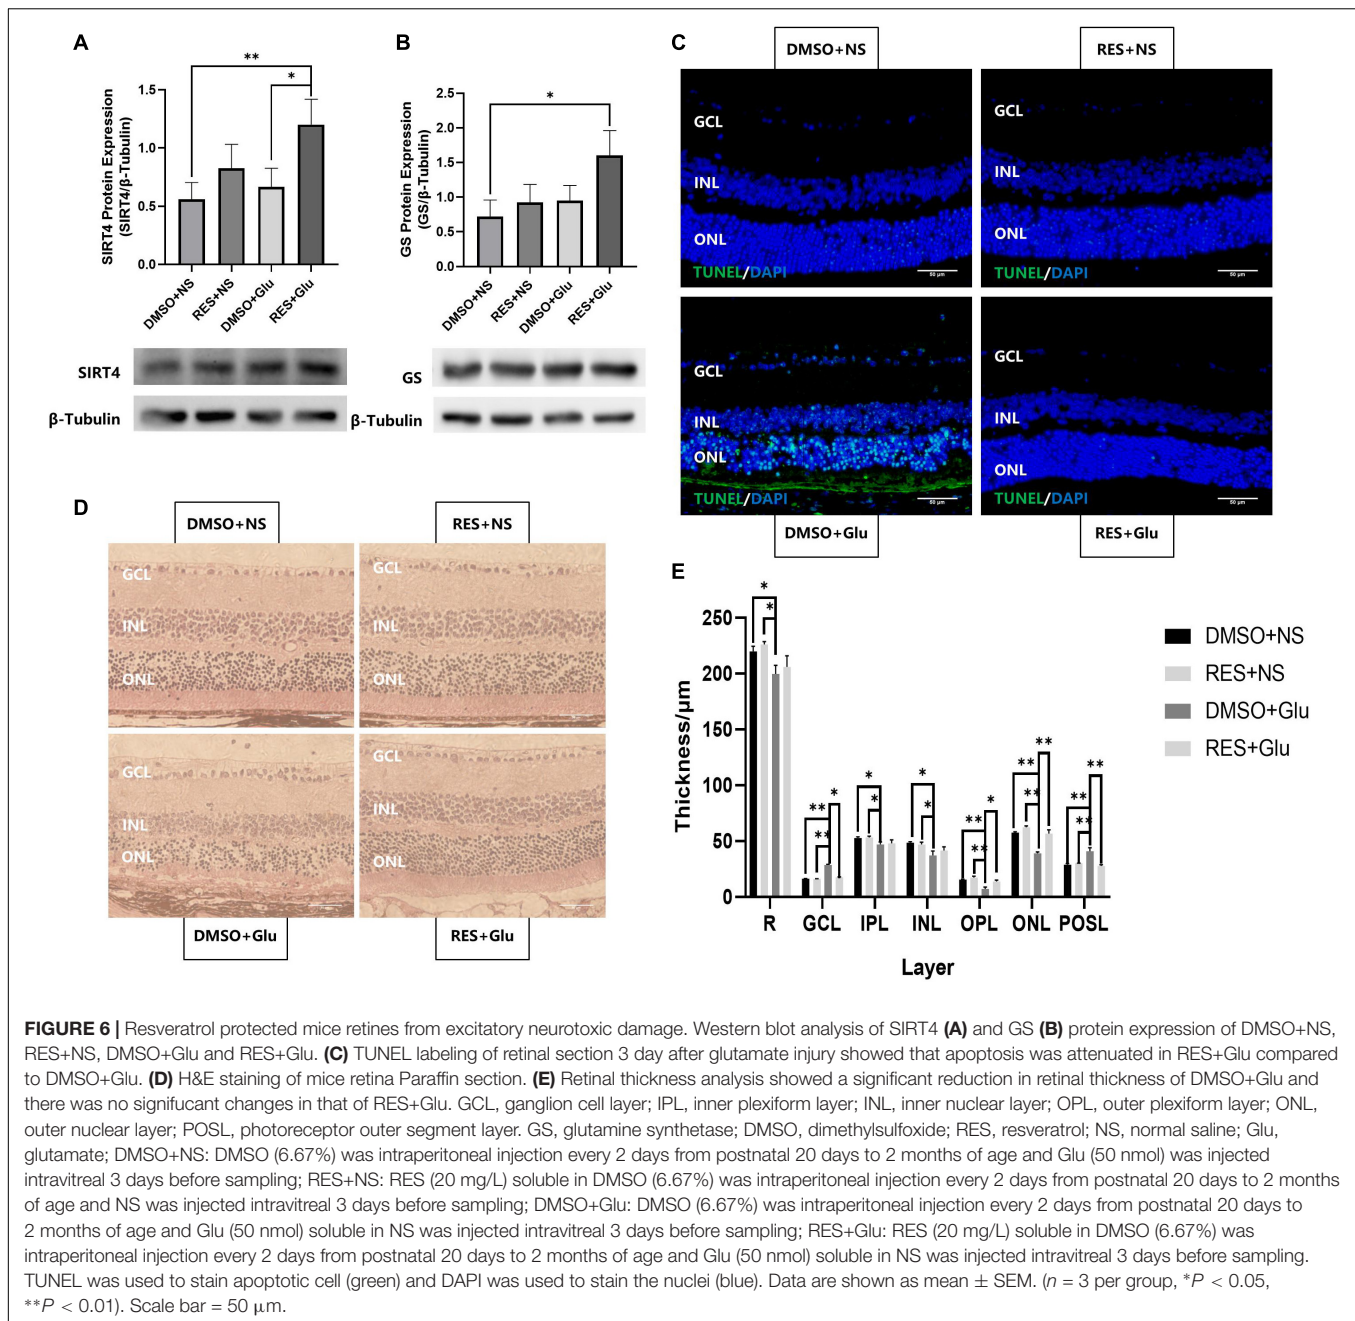 A
**
*
SIRT4 Protein Expression
(SIRT4/β-Tubulin)
1.5
1.0
0.5
0.0
DMSO+NS
RES+NS
DMSO+Glu
RES+Glu
SIRT4
β-Tubulin
B
*
GS Protein Expression
(GS/β-Tubulin)
2.5
2.0
1.5
1.0
0.5
0.0
DMSO+NS
RES+NS
DMSO+Glu
RES+Glu
GS
β-Tubulin
C
DMSO+NS
RES+NS
GCL
INL
ONL
TUNEL/DAPI
50 μm
GCL
INL
ONL
TUNEL/DAPI
50 μm
GCL
INL
ONL
TUNEL/DAPI
50 μm
GCL
INL
ONL
TUNEL/DAPI
50 μm
DMSO+Glu
RES+Glu
D
DMSO+NS
RES+NS
GCL
INL
ONL
GCL
INL
ONL
GCL
INL
ONL
GCL
INL
ONL
DMSO+Glu
RES+Glu
E
Thickness/μm
250
200
150
100
50
0
*
*
**
*
**
*
*
*
*
**
*
**
**
**
**
**
**
**
R GCL IPL INL OPL ONL POSL
Layer
DMSO+NS
RES+NS
DMSO+Glu
RES+Glu
FIGURE 6 | Resveratrol protected mice retines from excitatory neurotoxic damage. Western blot analysis of SIRT4 (A) and GS (B) protein expression of DMSO+NS,
RES+NS, DMSO+Glu and RES+Glu. (C) TUNEL labeling of retinal section 3 day after glutamate injury showed that apoptosis was attenuated in RES+Glu compared
to DMSO+Glu. (D) H&E staining of mice retina Paraffin section. (E) Retinal thickness analysis showed a significant reduction in retinal thickness of DMSO+Glu and
there was no signifucant changes in that of RES+Glu. GCL, ganglion cell layer; IPL, inner plexiform layer; INL, inner nuclear layer; OPL, outer plexiform layer; ONL,
outer nuclear layer; POSL, photoreceptor outer segment layer. GS, glutamine synthetase; DMSO, dimethylsulfoxide; RES, resveratrol; NS, normal saline; Glu,
glutamate; DMSO+NS: DMSO (6.67%) was intraperitoneal injection every 2 days from postnatal 20 days to 2 months of age and Glu (50 nmol) was injected
intravitreal 3 days before sampling; RES+NS: RES (20 mg/L) soluble in DMSO (6.67%) was intraperitoneal injection every 2 days from postnatal 20 days to 2 months
of age and NS was injected intravitreal 3 days before sampling; DMSO+Glu: DMSO (6.67%) was intraperitoneal injection every 2 days from postnatal 20 days to
2 months of age and Glu (50 nmol) soluble in NS was injected intravitreal 3 days before sampling; RES+Glu: RES (20 mg/L) soluble in DMSO (6.67%) was
intraperitoneal injection every 2 days from postnatal 20 days to 2 months of age and Glu (50 nmol) soluble in NS was injected intravitreal 3 days before sampling.
TUNEL was used to stain apoptotic cell (green) and DAPI was used to stain the nuclei (blue). Data are shown as mean ± SEM. (n = 3 per group, *P < 0.05,
**P < 0.01). Scale bar = 50 μm.